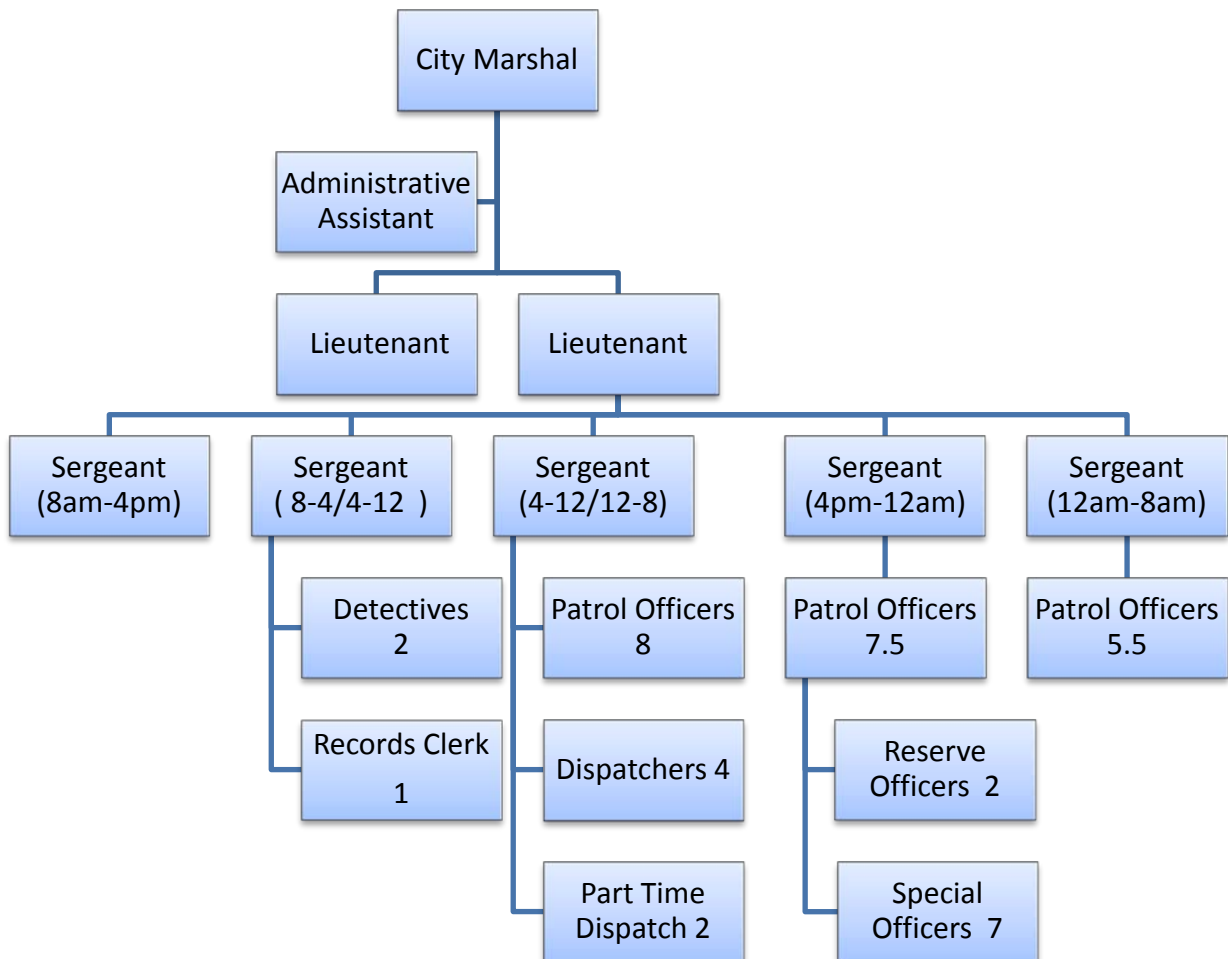 City Marshal
Administrative
Assistant
Lieutenant
Lieutenant
Sergeant
(8am-4pm)
Sergeant
( 8-4/4-12 )
Sergeant
(4-12/12-8)
Sergeant
(4pm-12am)
Sergeant
(12am-8am)
Detectives
2
Patrol Officers
8
Patrol Officers
7.5
Patrol Officers
5.5
Records Clerk
1
Dispatchers 4
Reserve
Officers 2
Part Time
Dispatch 2
Special
Officers 7